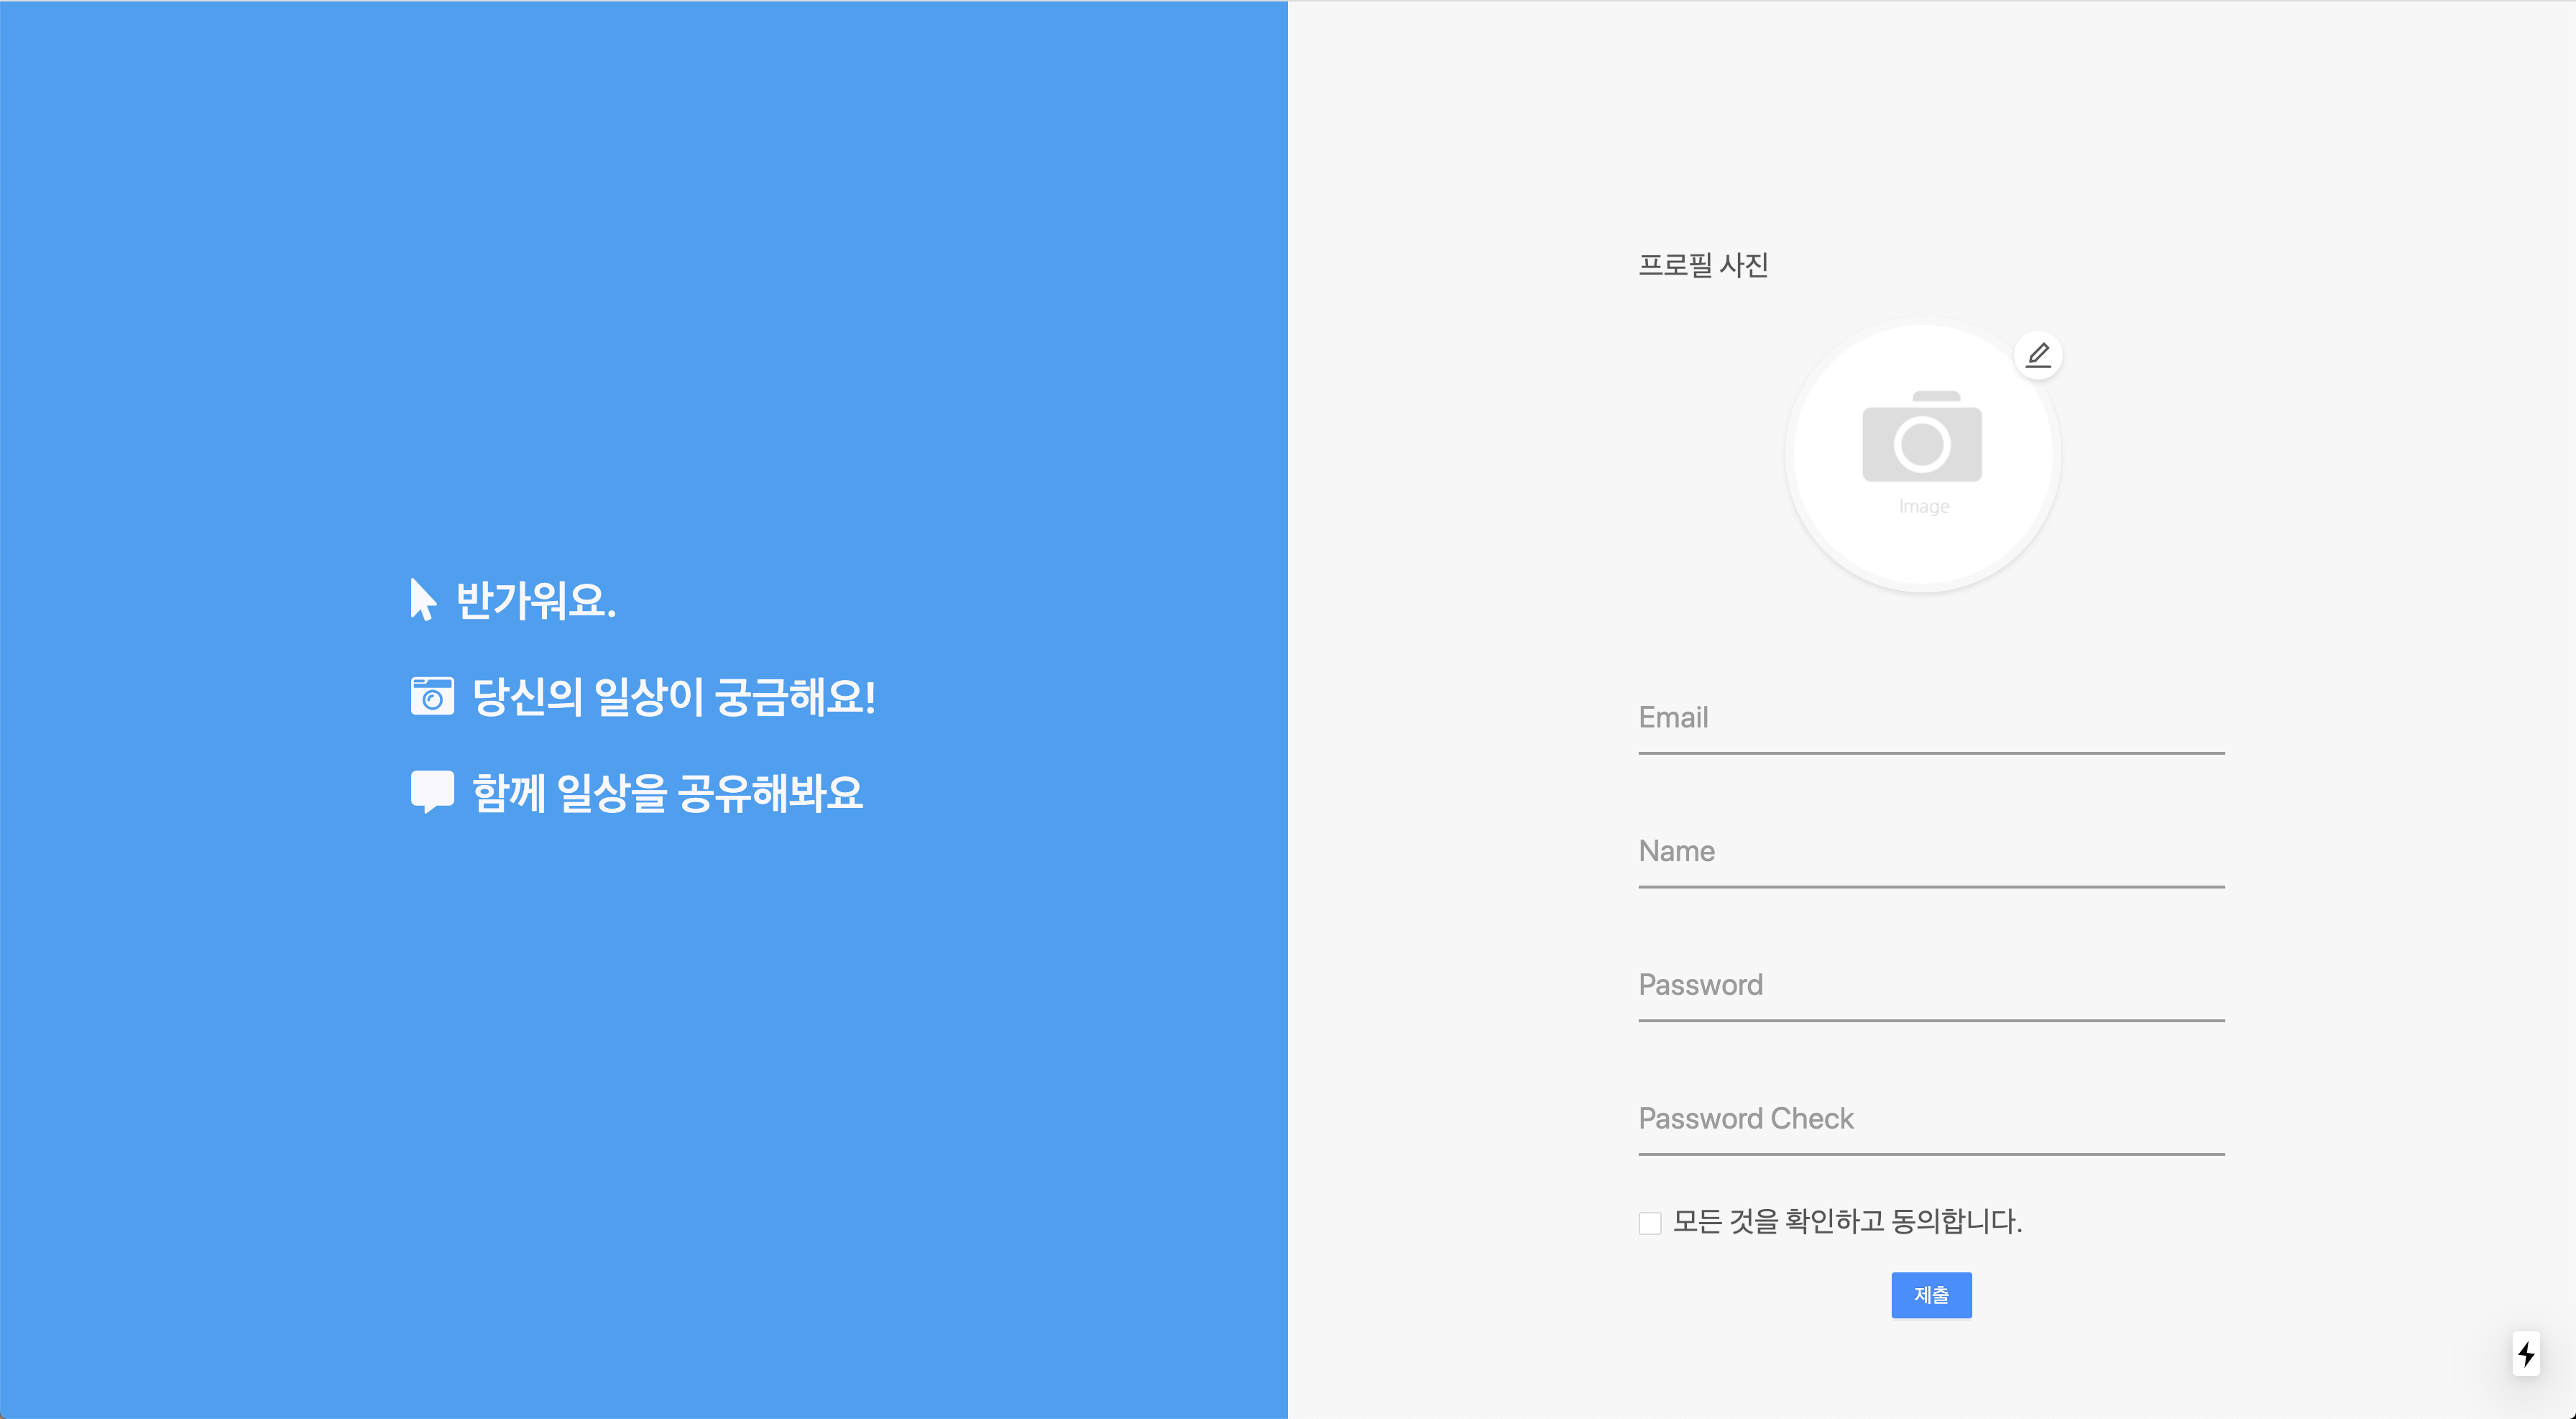 반가워요.
당신의 일상이 궁금해요!
함께 일상을 공유해봐요
프로필 사진
Image
Email
Name
Password
Password Check
모든 것을 확인하고 동의합니다.
제출